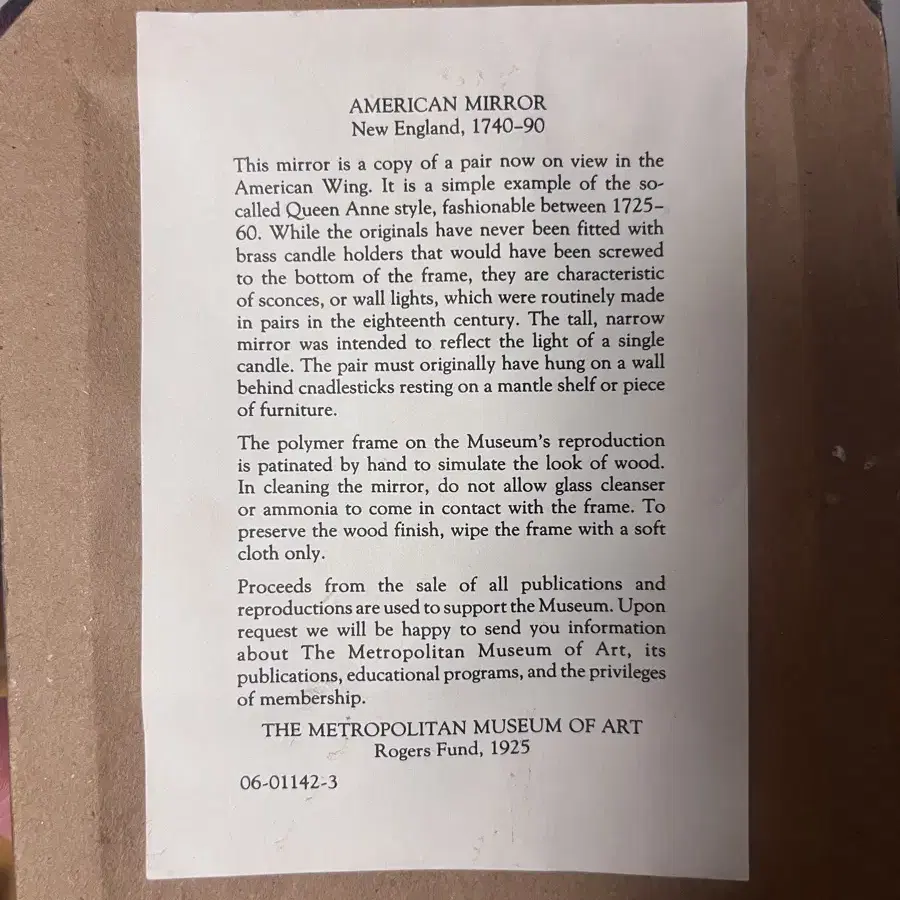 AMERICAN MIRROR
New England, 1740–90
This mirror is a copy of a pair now on view in the
American Wing. It is a simple example of the so-
called Queen Anne style, fashionable between 1725–
60. While the originals have never been fitted with
brass candle holders that would have been screwed
to the bottom of the frame, they are characteristic
of sconces, or wall lights, which were routinely made
in pairs in the eighteenth century. The tall, narrow
mirror was intended to reflect the light of a single
candle. The pair must originally have hung on a wall
behind cnadlesticks resting on a mantle shelf or piece
of furniture.
The polymer frame on the Museum's reproduction
is patinated by hand to simulate the look of wood.
In cleaning the mirror, do not allow glass cleanser
or ammonia to come in contact with the frame. To
preserve the wood finish, wipe the frame with a soft
cloth only.
Proceeds from the sale of all publications and
reproductions are used to support the Museum. Upon
request we will be happy to send you information
about The Metropolitan Museum of Art, its
publications, educational programs, and the privileges
of membership.
THE METROPOLITAN MUSEUM OF ART
Rogers Fund, 1925
06-01142-3